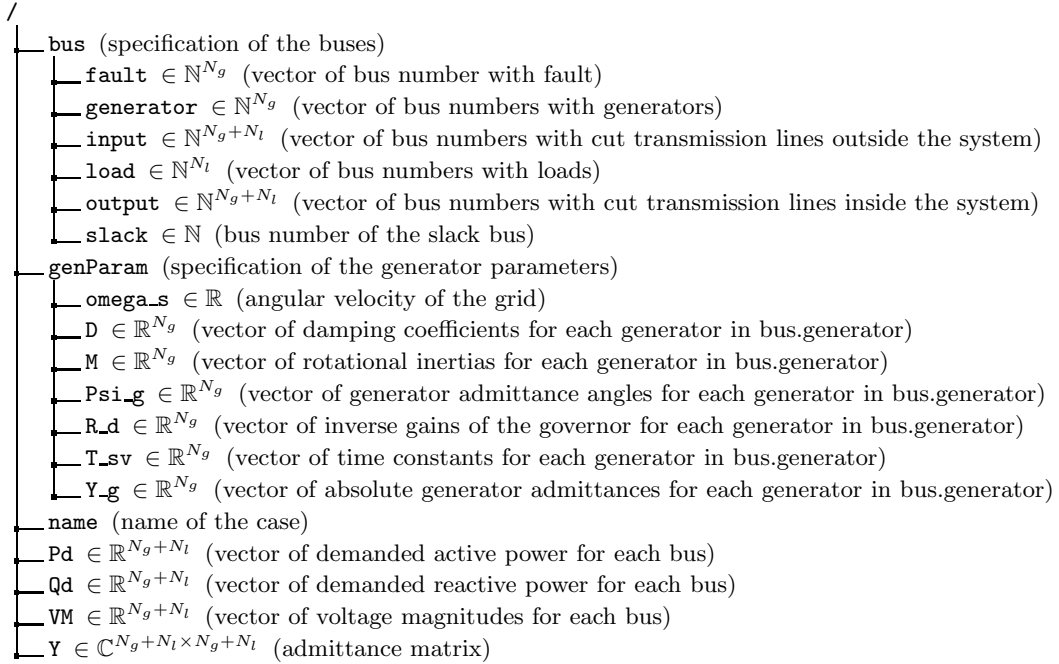 /
bus (specification of the buses)
fault ∈ ℕ^{N_g} (vector of bus number with fault)
generator ∈ ℕ^{N_g} (vector of bus numbers with generators)
input ∈ ℕ^{N_g+N_l} (vector of bus numbers with cut transmission lines outside the system)
load ∈ ℕ^{N_l} (vector of bus numbers with loads)
output ∈ ℕ^{N_g+N_l} (vector of bus numbers with cut transmission lines inside the system)
slack ∈ ℕ (bus number of the slack bus)
genParam (specification of the generator parameters)
omega_s ∈ ℝ (angular velocity of the grid)
D ∈ ℝ^{N_g} (vector of damping coefficients for each generator in bus.generator)
M ∈ ℝ^{N_g} (vector of rotational inertias for each generator in bus.generator)
Psi_g ∈ ℝ^{N_g} (vector of generator admittance angles for each generator in bus.generator)
R_d ∈ ℝ^{N_g} (vector of inverse gains of the governor for each generator in bus.generator)
T_sv ∈ ℝ^{N_g} (vector of time constants for each generator in bus.generator)
Y_g ∈ ℝ^{N_g} (vector of absolute generator admittances for each generator in bus.generator)
name (name of the case)
Pd ∈ ℝ^{N_g+N_l} (vector of demanded active power for each bus)
Qd ∈ ℝ^{N_g+N_l} (vector of demanded reactive power for each bus)
VM ∈ ℝ^{N_g+N_l} (vector of voltage magnitudes for each bus)
Y ∈ ℂ^{N_g+N_l×N_g+N_l} (admittance matrix)